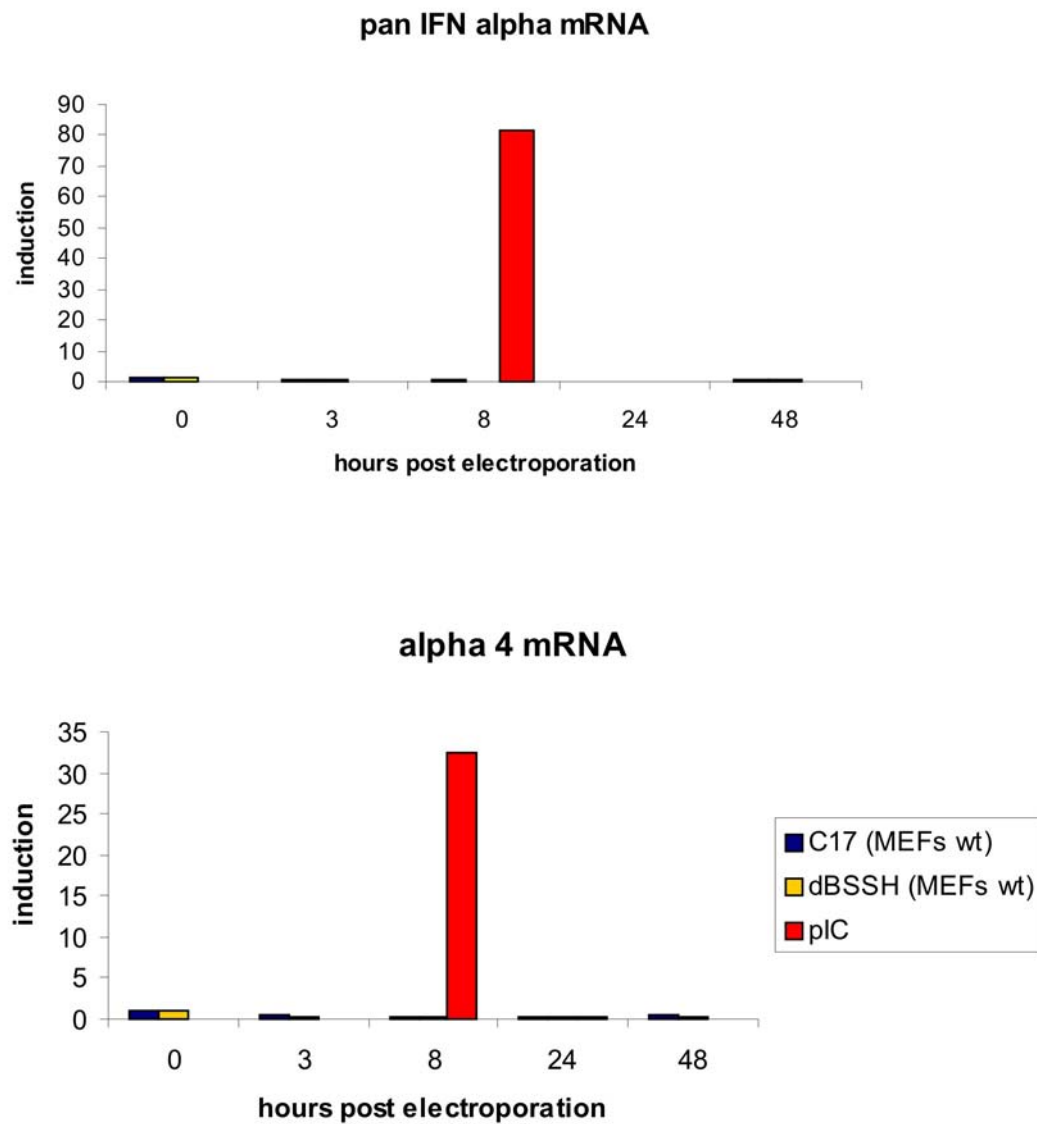 pan IFN alpha mRNA
90
80
70
60
50
40
30
20
10
0
induction
0 3 8 24 48
hours post electroporation
alpha 4 mRNA
35
30
25
20
15
10
5
0
induction
0 3 8 24 48
hours post electroporation
C17 (MEFs wt)
dBSSH (MEFs wt)
pIC